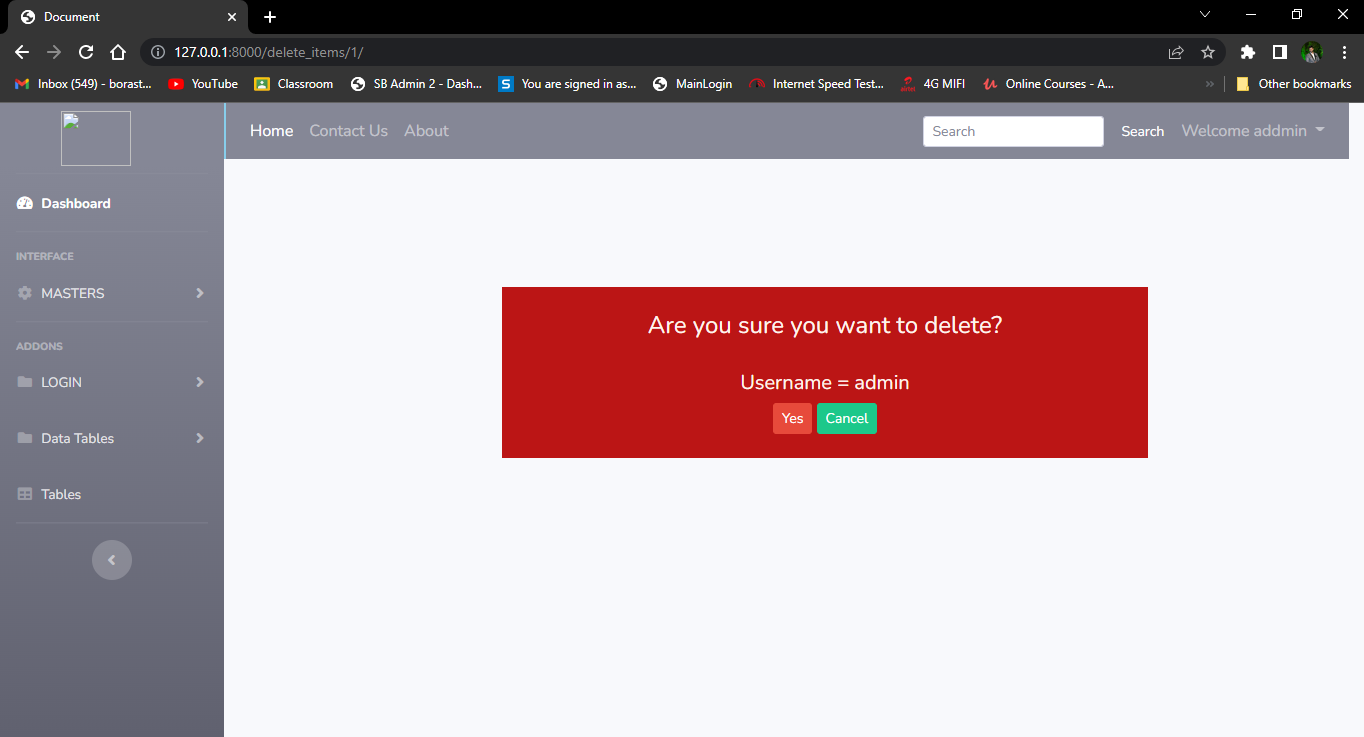 Document
127.0.0.1:8000/delete_items/1/
Inbox (549) - borast... YouTube Classroom SB Admin 2 - Dash... You are signed in as... MainLogin Internet Speed Test... 4G MIFI Online Courses - A... » Other bookmarks
Home Contact Us About Search Search Welcome addmin
Dashboard
INTERFACE
MASTERS
ADDONS
LOGIN
Data Tables
Tables
Are you sure you want to delete?
Username = admin
Yes Cancel